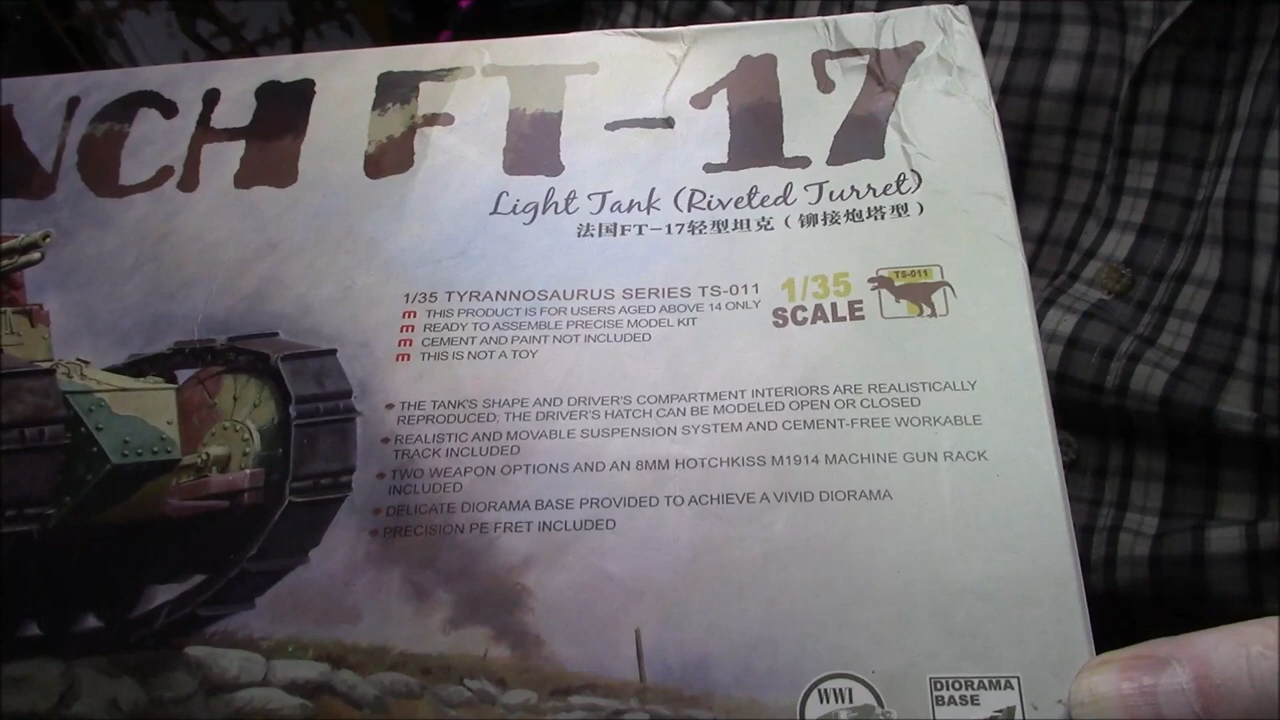 NCH FT-17
Light Tank (Riveted Turret)
法国FT-17轻型坦克（铆接炮塔型）
1/35 TYRANNOSAURUS SERIES TS-011
m THIS PRODUCT IS FOR USERS AGED ABOVE 14 ONLY
m READY TO ASSEMBLE PRECISE MODEL KIT
m CEMENT AND PAINT NOT INCLUDED
m THIS IS NOT A TOY
1/35
SCALE
TS-011
THE TANK'S SHAPE AND DRIVER'S COMPARTMENT INTERIORS ARE REALISTICALLY
REPRODUCED; THE DRIVER'S HATCH CAN BE MODELED OPEN OR CLOSED
REALISTIC AND MOVABLE SUSPENSION SYSTEM AND CEMENT-FREE WORKABLE
TRACK INCLUDED
TWO WEAPON OPTIONS AND AN 8MM HOTCHKISS M1914 MACHINE GUN RACK
INCLUDED
DELICATE DIORAMA BASE PROVIDED TO ACHIEVE A VIVID DIORAMA
PRECISION PE FRET INCLUDED
WWI
DIORAMA
BASE